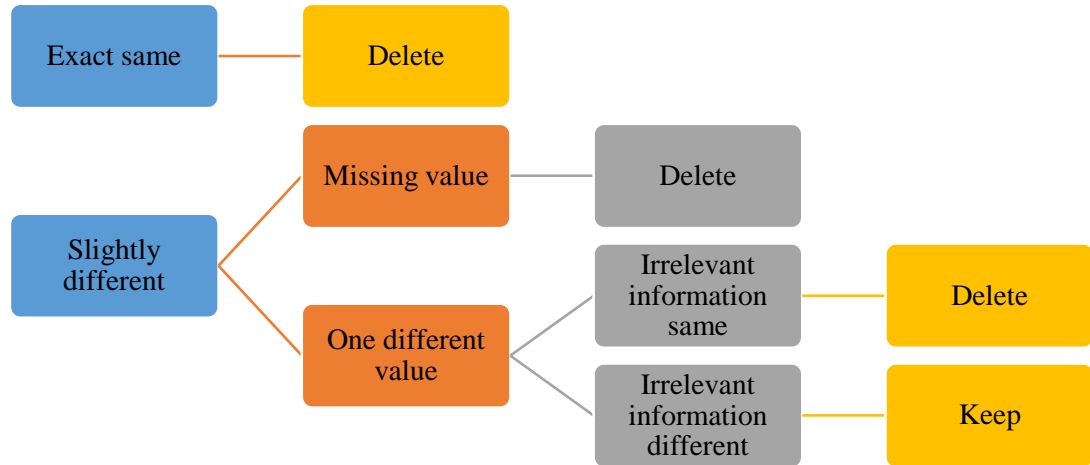 Exact same
Delete
Missing value
Delete
Slightly
different
One different
value
Irrelevant
information
same
Delete
Irrelevant
information
different
Keep